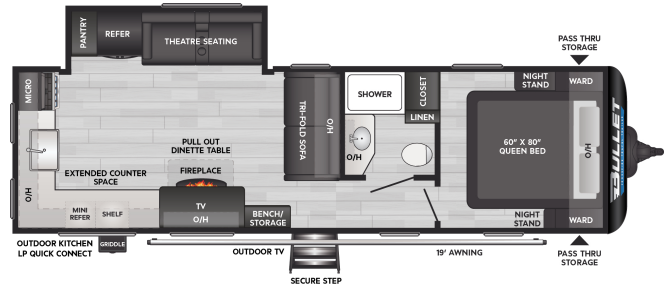 PANTRY
REFER
THEATRE SEATING
PASS THRU
STORAGE
MICRO
TRI-FOLD SOFA
O/H
SHOWER
CLOSET
LINEN
NIGHT
STAND
WARD
O/H
PULL OUT
DINETTE TABLE
FIREPLACE
EXTENDED COUNTER
SPACE
60" X 80"
QUEEN BED
O/H
BULLET
O/H
MINI
REFER
SHELF
TV
O/H
BENCH/
STORAGE
NIGHT
STAND
WARD
OUTDOOR KITCHEN
LP QUICK CONNECT
GRIDDLE
OUTDOOR TV
19' AWNING
PASS THRU
STORAGE
SECURE STEP